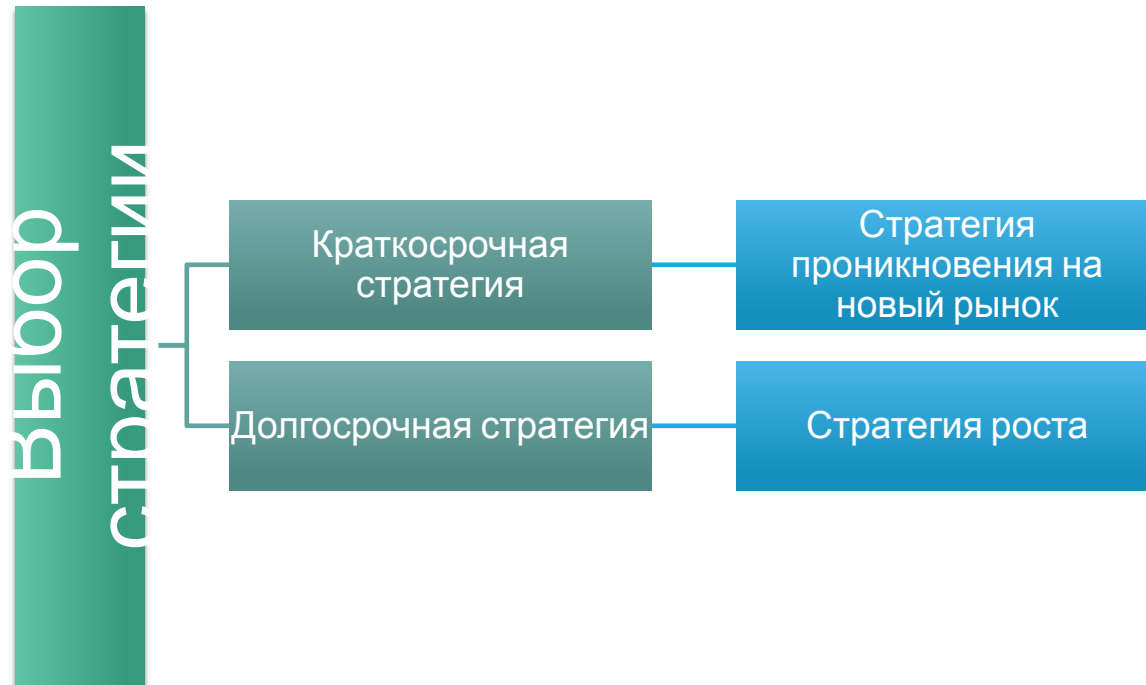 Выбор
стратегии
Краткосрочная
стратегия
Стратегия
проникновения на
новый рынок
Долгосрочная стратегия
Стратегия роста